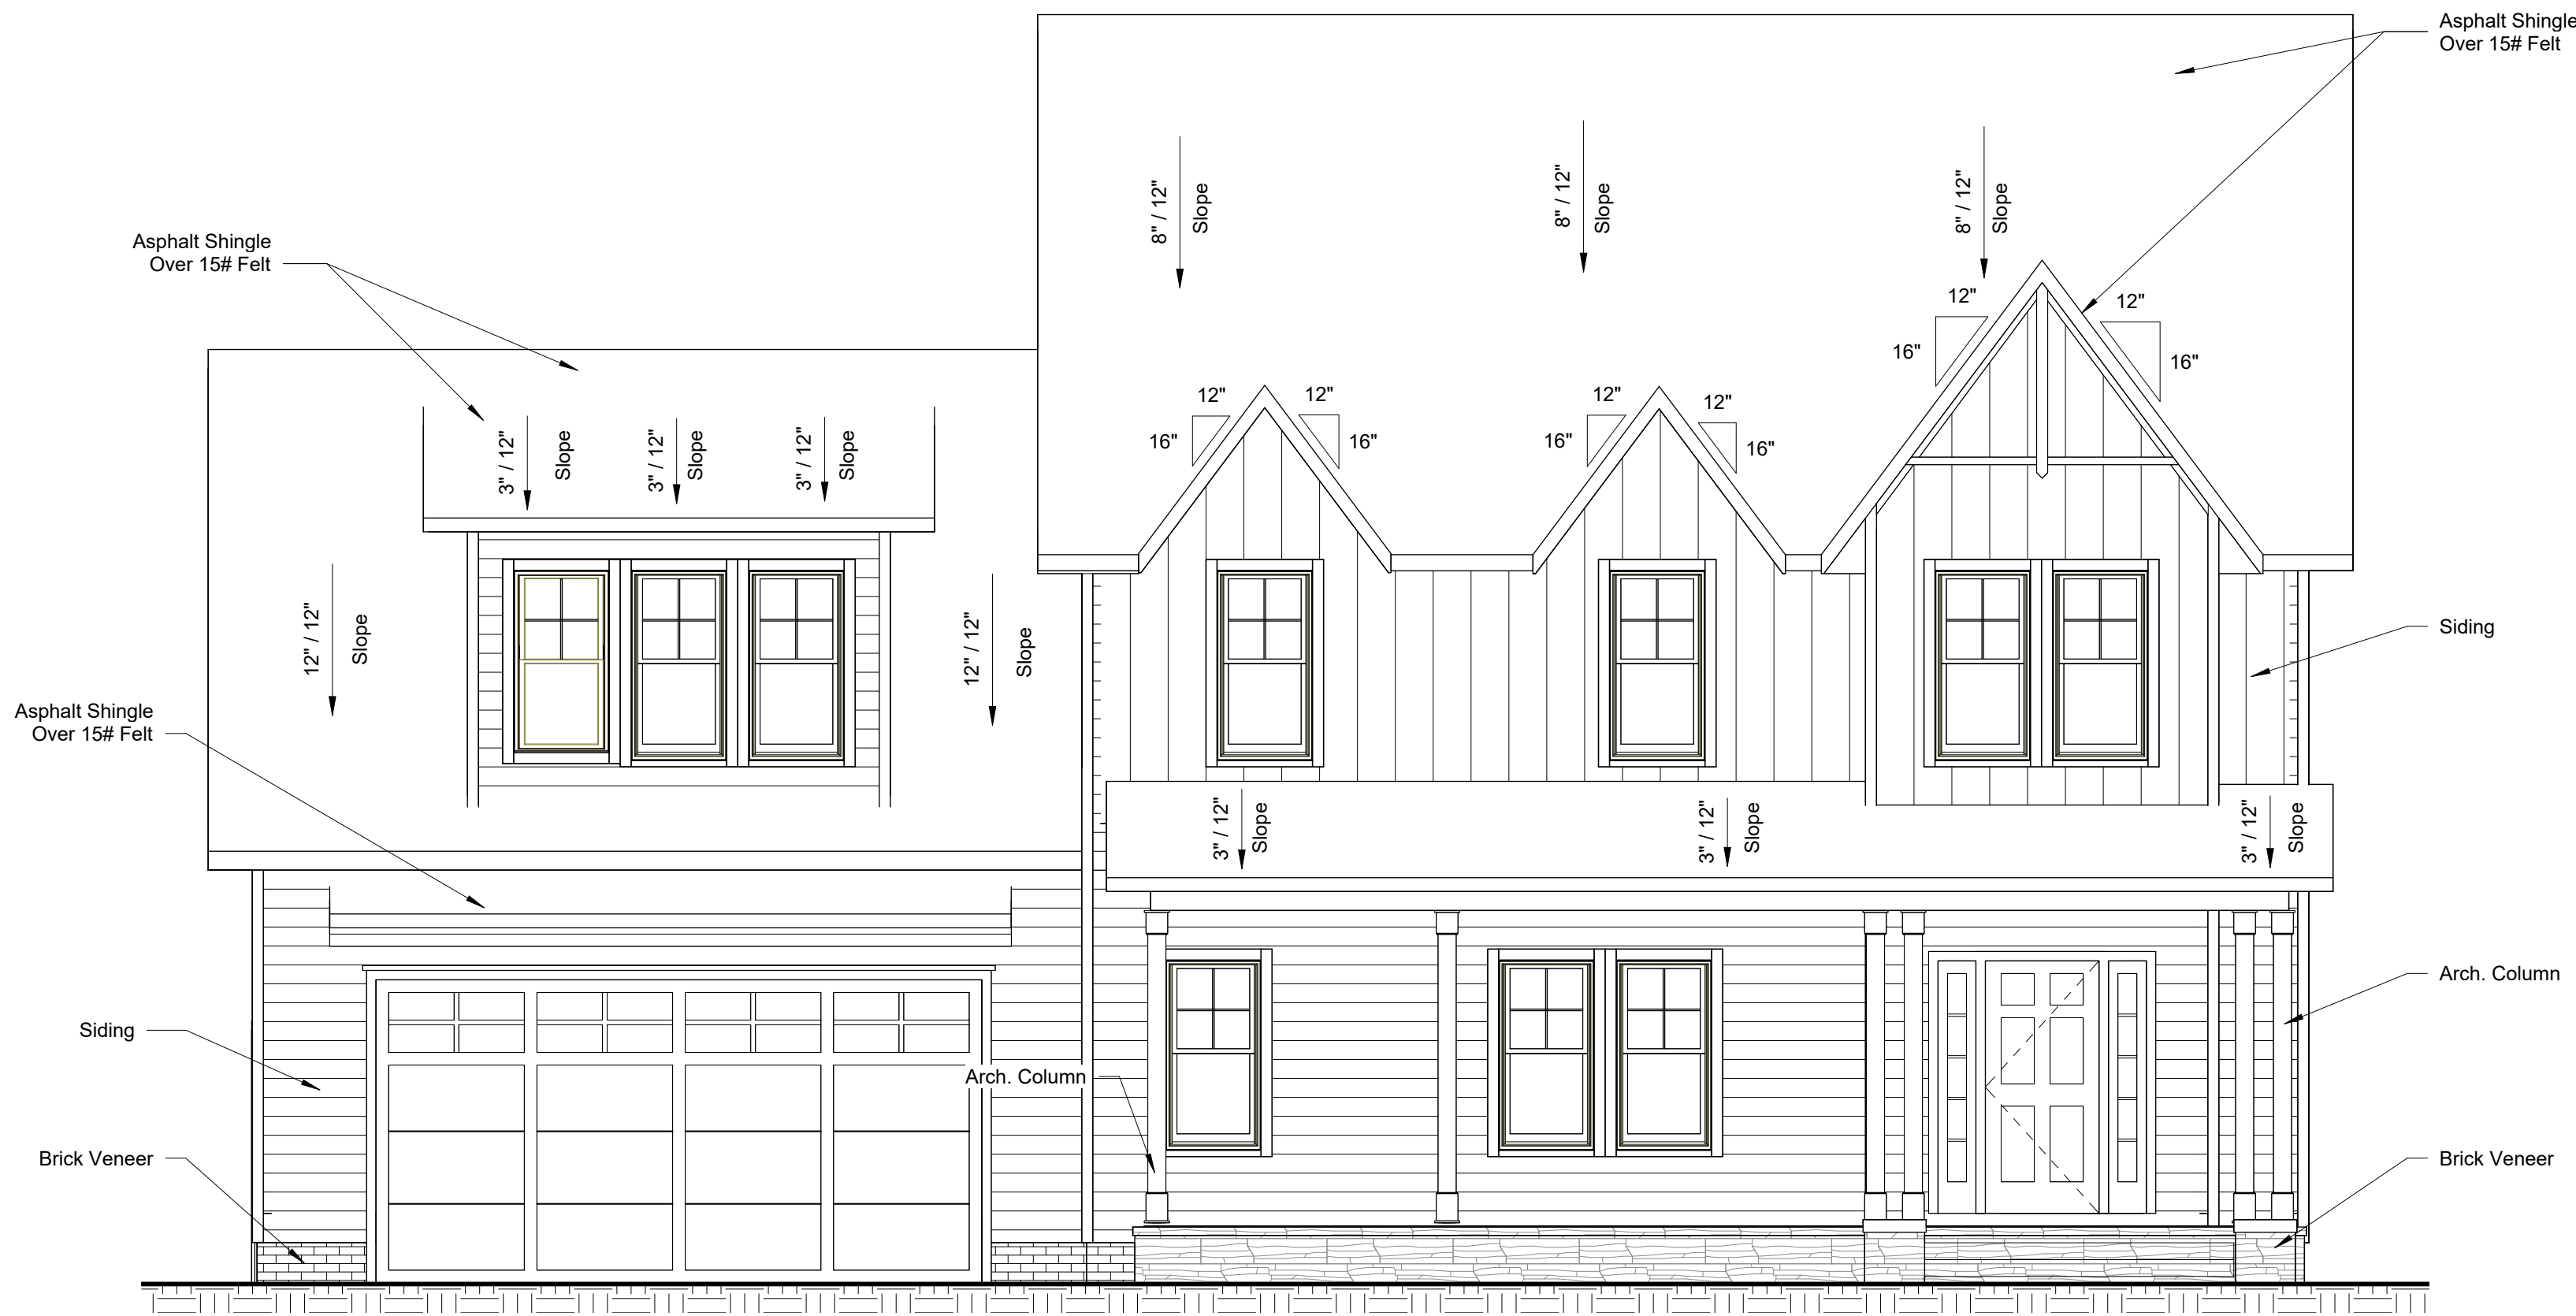 Asphalt Shingle
Over 15# Felt
8" / 12"
Slope
8" / 12"
Slope
8" / 12"
Slope
Asphalt Shingle
Over 15# Felt
12"
16"
12"
16"
12"
16"
12"
16"
12"
16"
12"
16"
3" / 12"
Slope
3" / 12"
Slope
3" / 12"
Slope
12" / 12"
Slope
12" / 12"
Slope
Siding
Asphalt Shingle
Over 15# Felt
3" / 12"
Slope
3" / 12"
Slope
3" / 12"
Slope
Arch. Column
Siding
Arch. Column
Brick Veneer
Brick Veneer